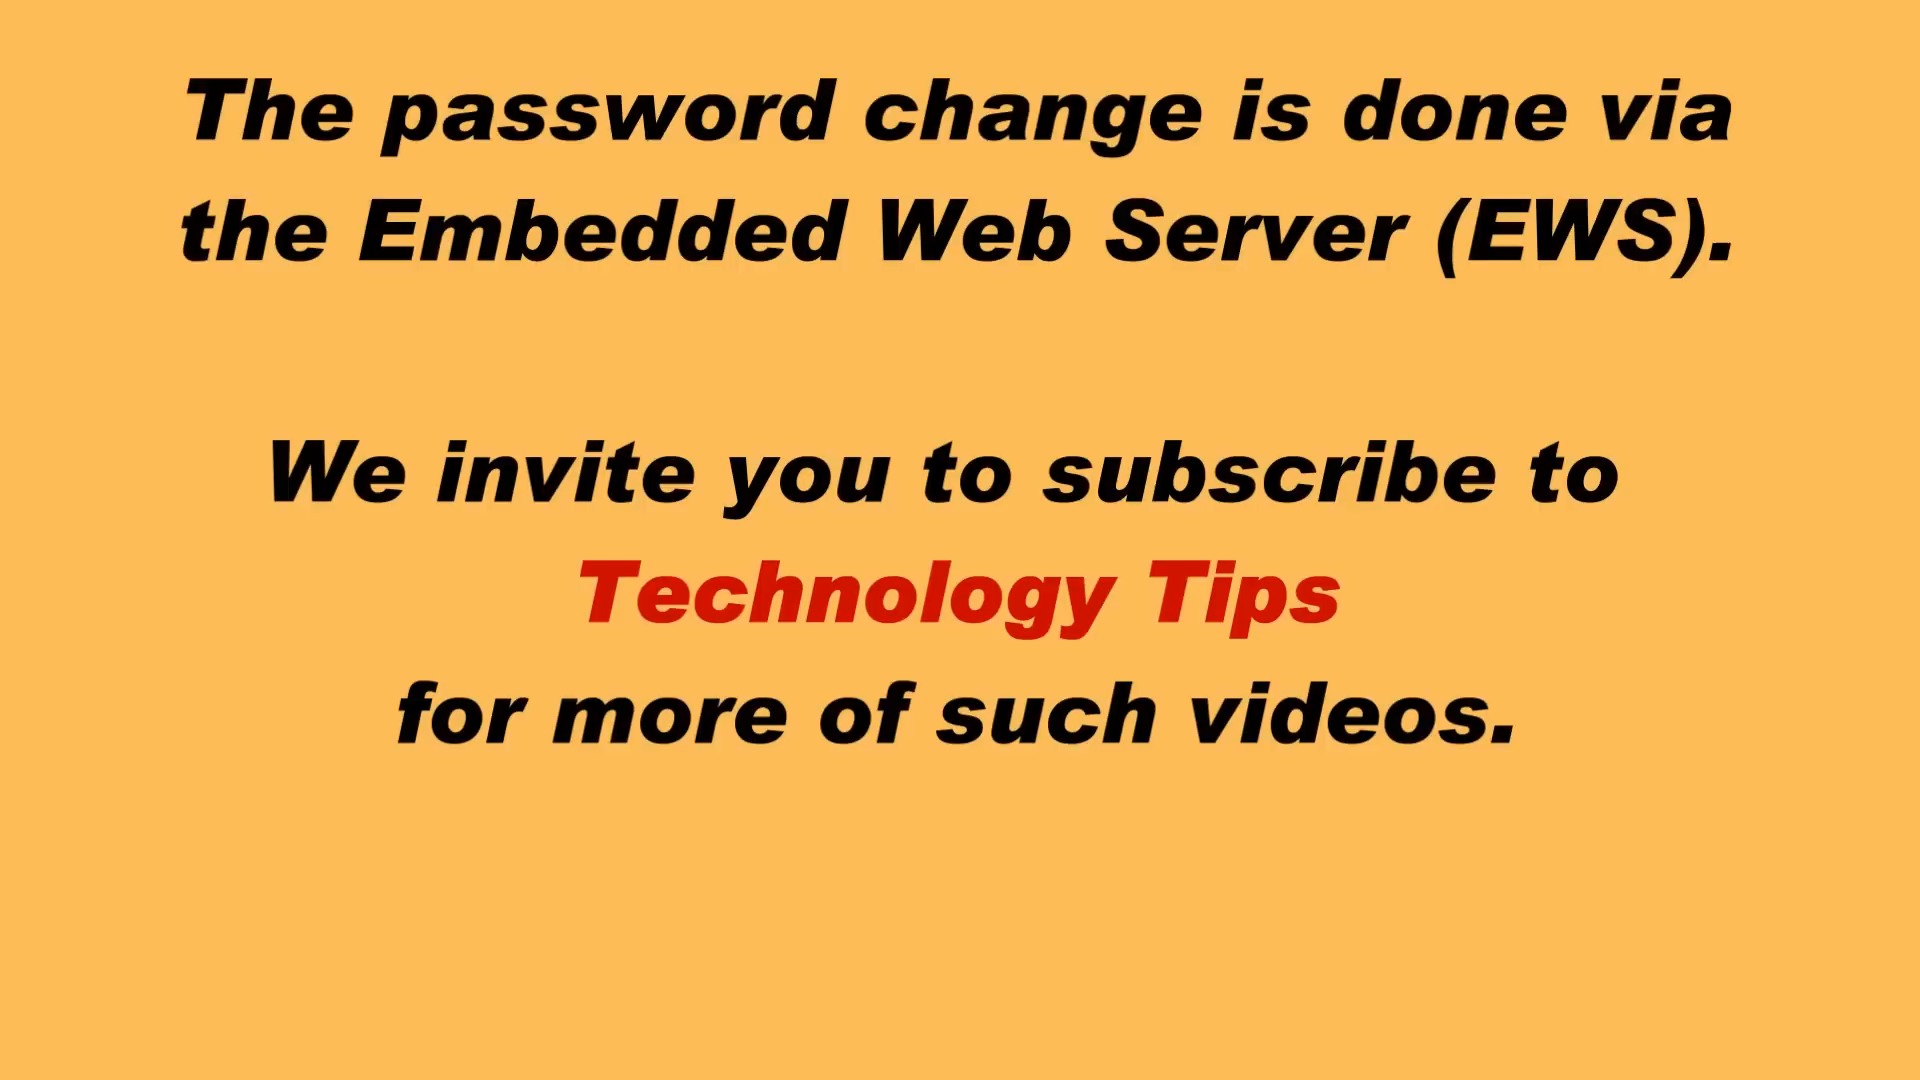 The password change is done via
the Embedded Web Server (EWS).
We invite you to subscribe to
Technology Tips
for more of such videos.